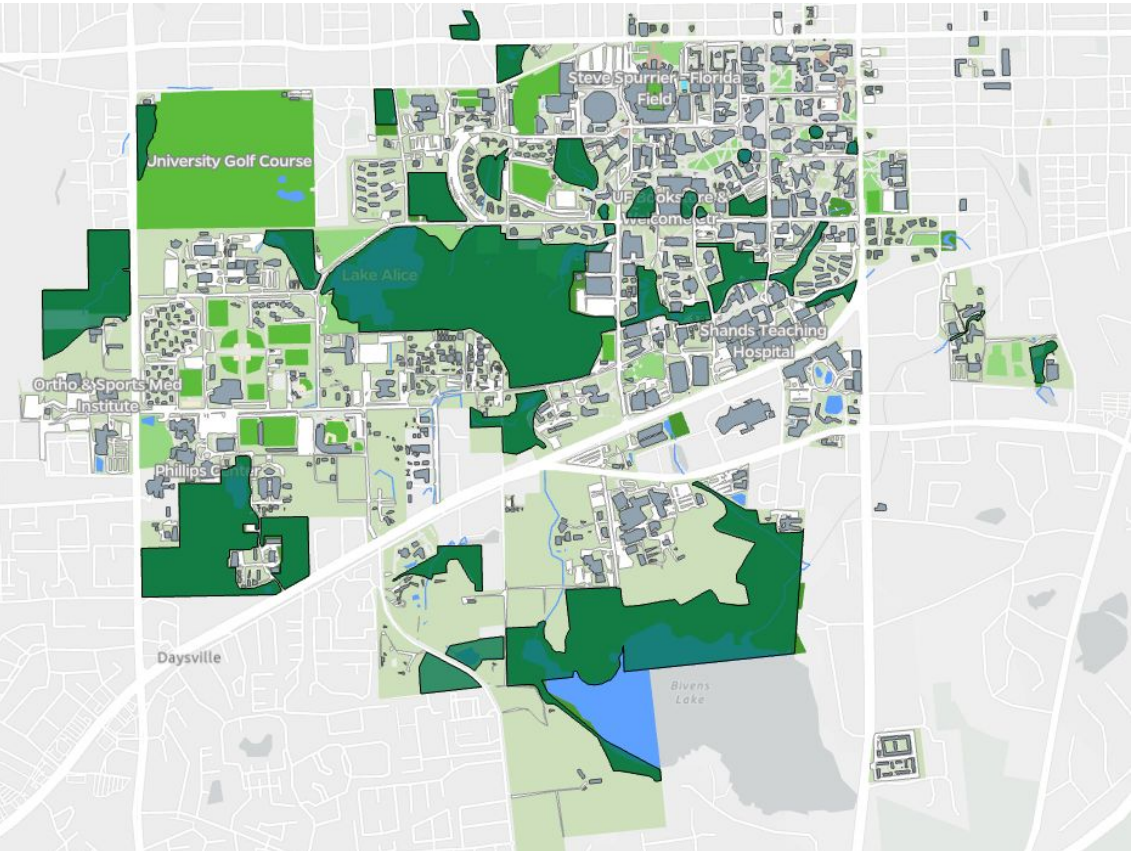 Steve Spurrier - Florida
Field
University Golf Course
UF Bookstore &
Welcome Ctr
Lake Alice
Shands Teaching
Hospital
Ortho & Sports Med
Institute
Phillips Center
Daysville
Bivens
Lake